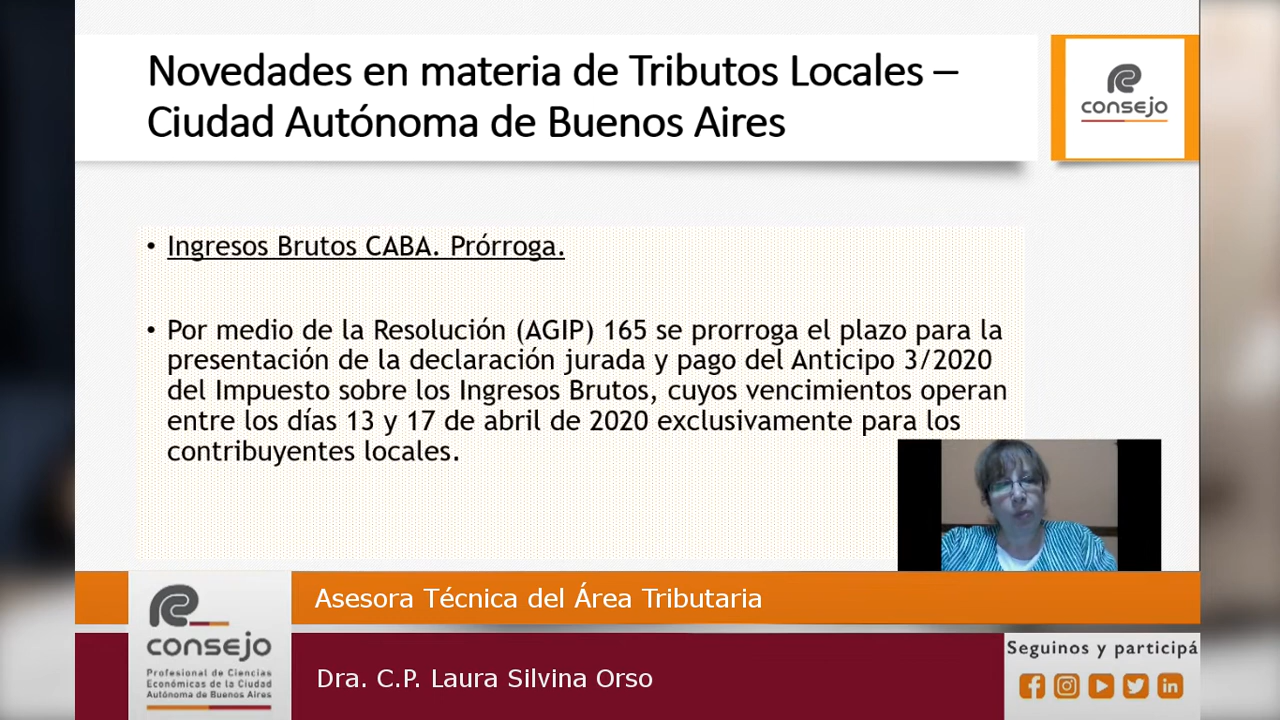 Novedades en materia de Tributos Locales –
Ciudad Autónoma de Buenos Aires
consejo
• Ingresos Brutos CABA. Prórroga.
• Por medio de la Resolución (AGIP) 165 se prorroga el plazo para la
presentación de la declaración jurada y pago del Anticipo 3/2020
del Impuesto sobre los Ingresos Brutos, cuyos vencimientos operan
entre los días 13 y 17 de abril de 2020 exclusivamente para los
contribuyentes locales.
Asesora Técnica del Área Tributaria
consejo
Profesional de Ciencias
Económicas de la Ciudad
Autónoma de Buenos Aires
Dra. C.P. Laura Silvina Orso
Seguinos y participá